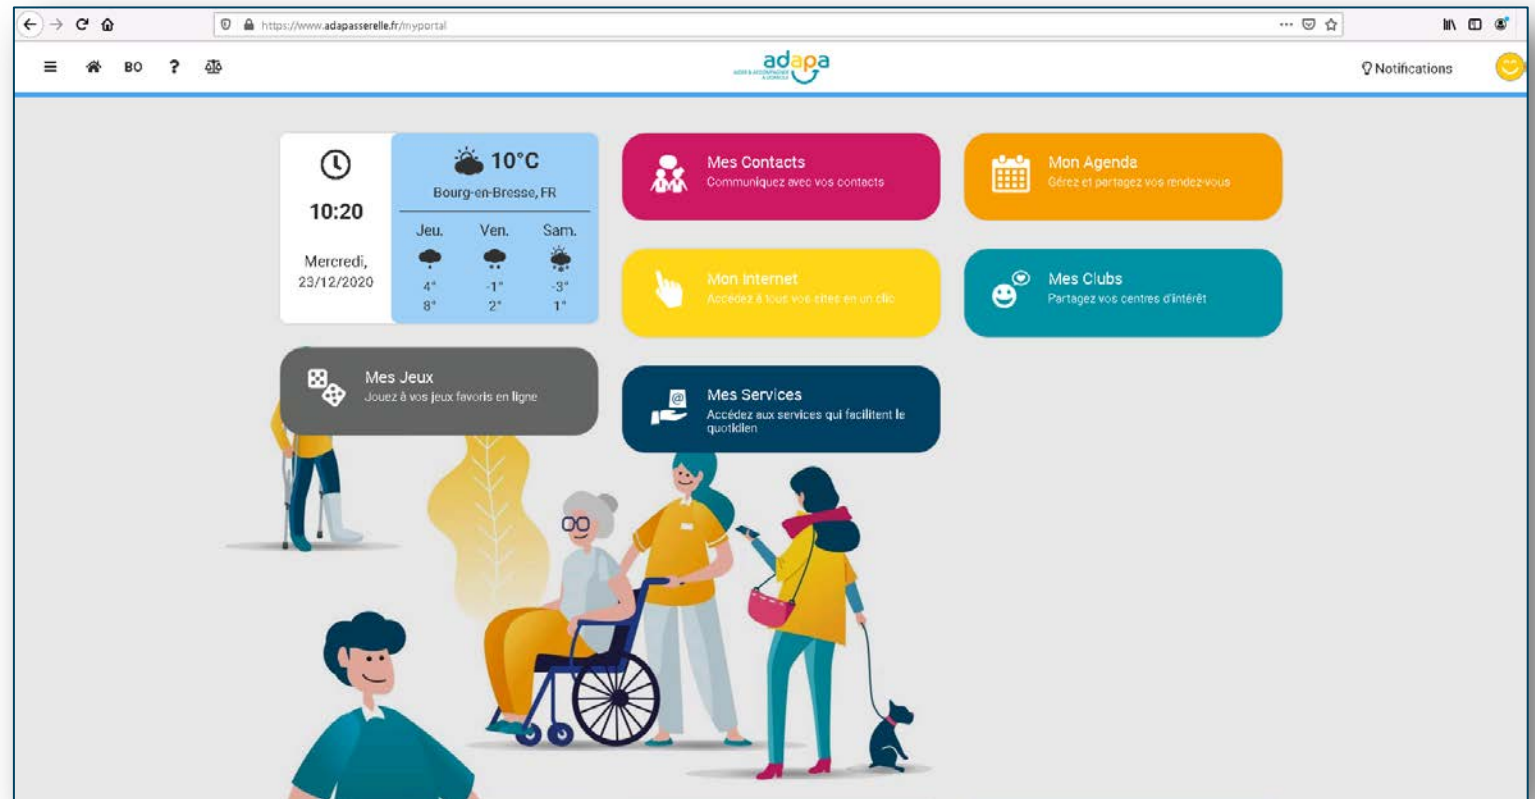 https://www.adapasserelle.fr/myportal
BO ?
adapa
AIDER & ACCOMPAGNER
À DOMICILE
Notifications
10:20
Mercredi,
23/12/2020
10°C
Bourg-en-Bresse, FR
Jeu. Ven. Sam.
4° -1° -3°
8° 2° 1°
Mes Contacts
Communiquez avec vos contacts
Mon Agenda
Gérez et partagez vos rendez-vous
Mon Internet
Accédez à tous vos sites en un clic
Mes Clubs
Partagez vos centres d'intérêt
Mes Jeux
Jouez à vos jeux favoris en ligne
@
Mes Services
Accédez aux services qui facilitent le
quotidien